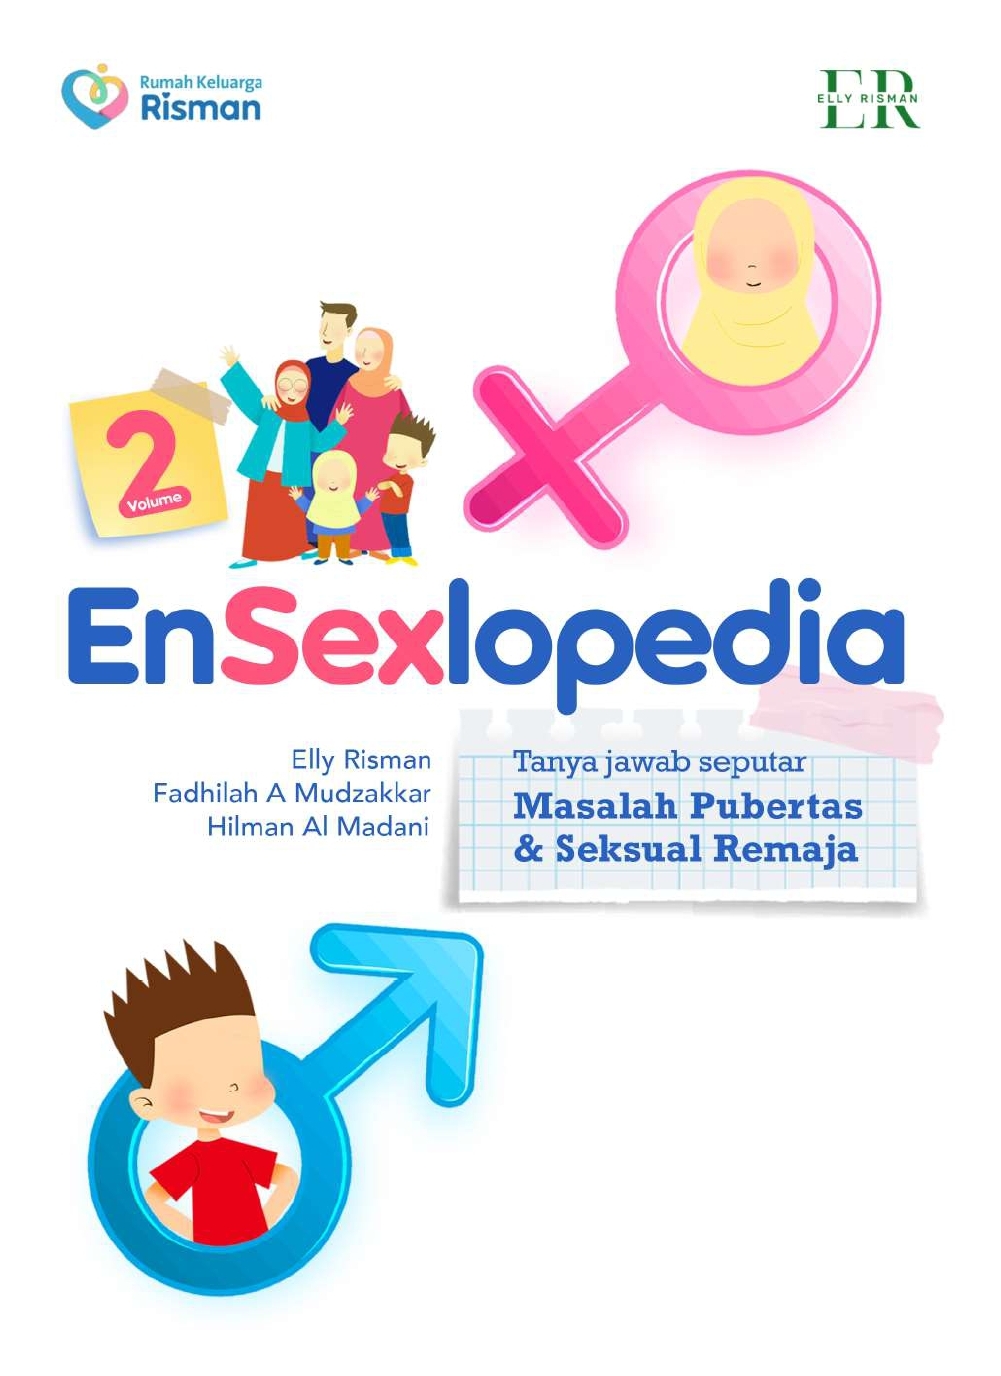 Rumah Keluarga
Risman
ER
ELLY RISMAN
2
Volume
EnSexlopedia
Elly Risman
Fadhilah A Mudzakkar
Hilman Al Madani
Tanya jawab seputar
Masalah Pubertas
& Seksual Remaja